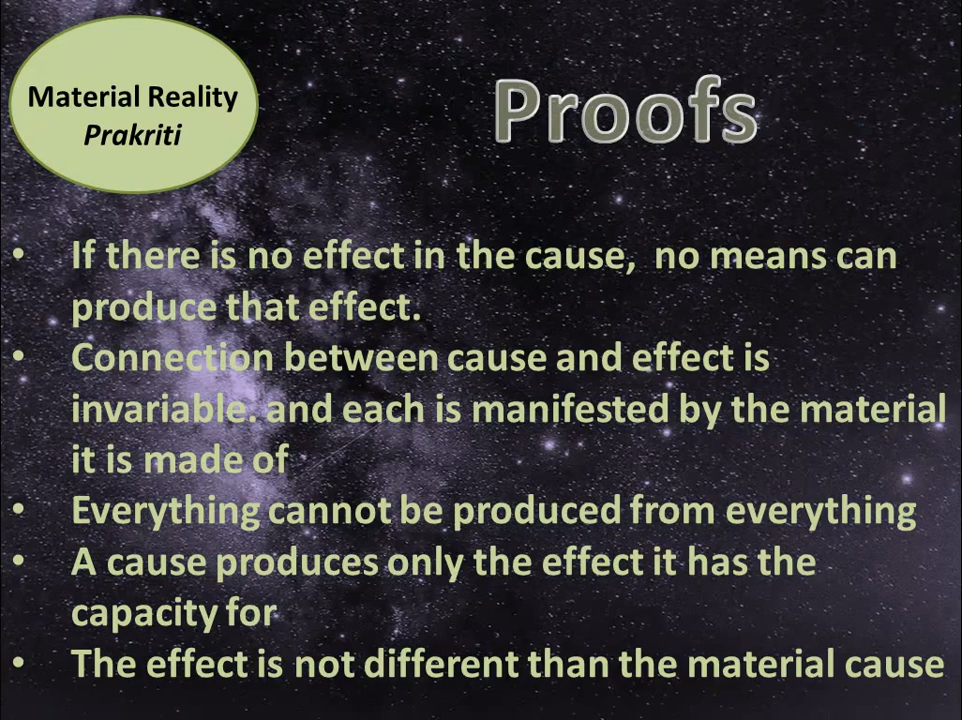 Material Reality
Prakriti
Proofs
• If there is no effect in the cause, no means can
produce that effect.
• Connection between cause and effect is
invariable. and each is manifested by the material
it is made of
• Everything cannot be produced from everything
• A cause produces only the effect it has the
capacity for
• The effect is not different than the material cause